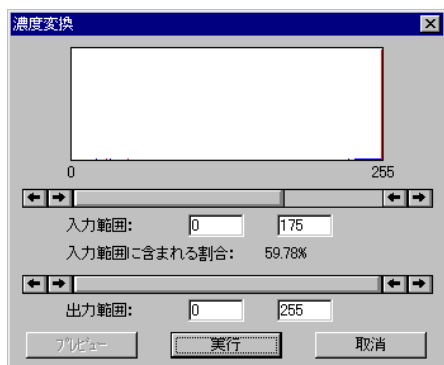 濃度変換
0 255
入力範囲: 0 175
入力範囲に含まれる割合: 59.78%
出力範囲: 0 255
プレビュー 実行 取消